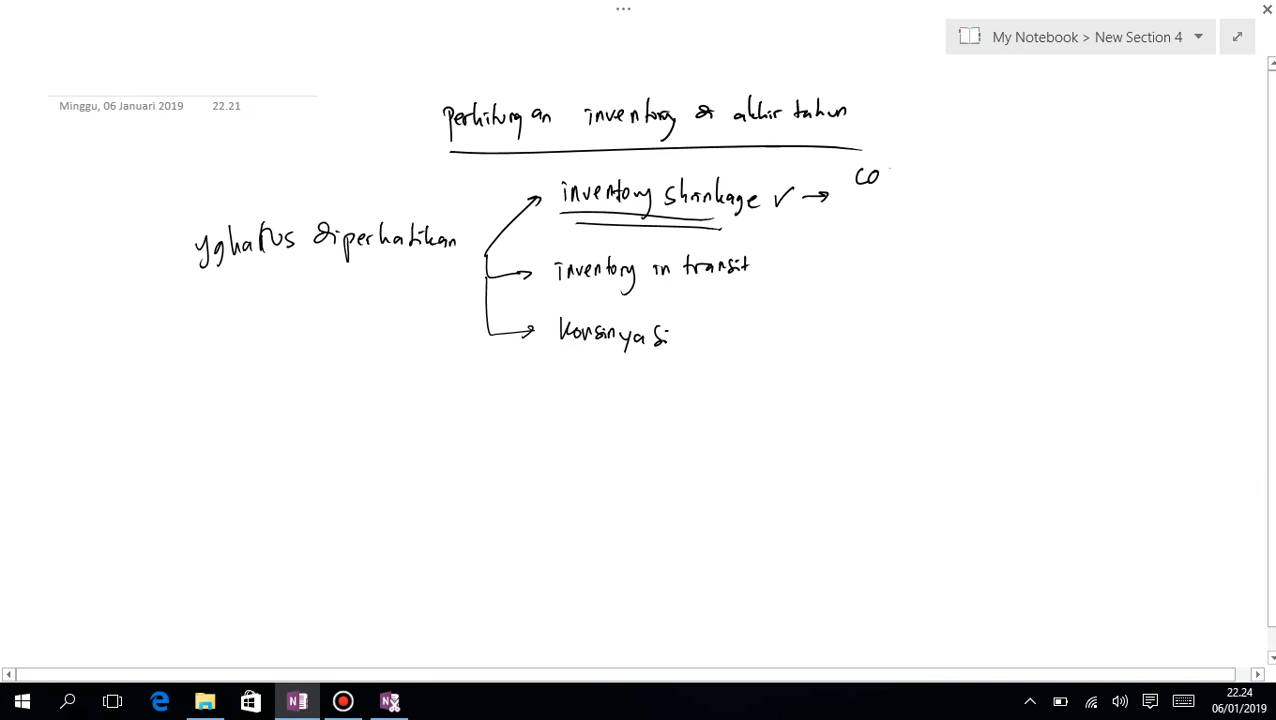 My Notebook > New Section 4
Minggu, 06 Januari 2019 22.21
perhitungan inventory di akhir tahun
inventory shrinkage ✓ → CO
yg harus diperhatikan
inventory in transit
konsinyasi
22.24
06/01/2019